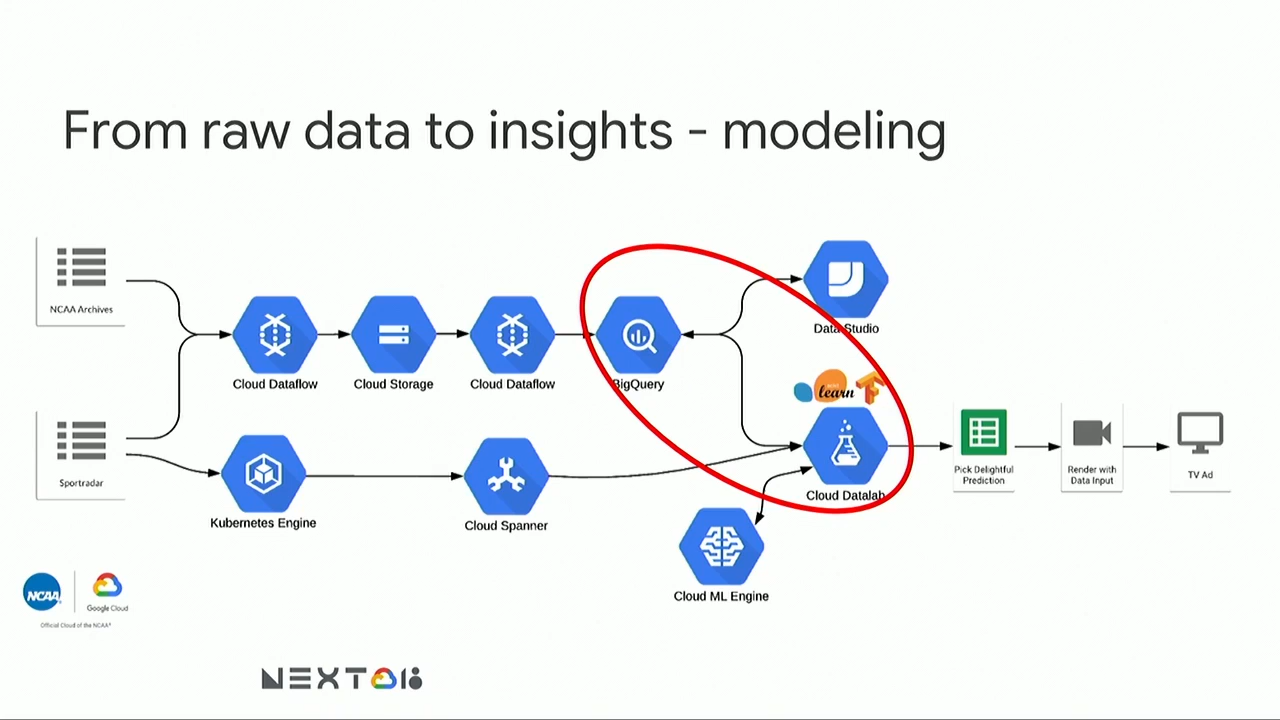 From raw data to insights - modeling
NCAA Archives
Sportradar
Cloud Dataflow
Cloud Storage
Cloud Dataflow
BigQuery
Data Studio
learn
Cloud Datalab
Kubernetes Engine
Cloud Spanner
Cloud ML Engine
Pick Delightful
Prediction
Render with
Data Input
TV Ad
NCAA
Google Cloud
Official Cloud of the NCAA®
NEXT 18